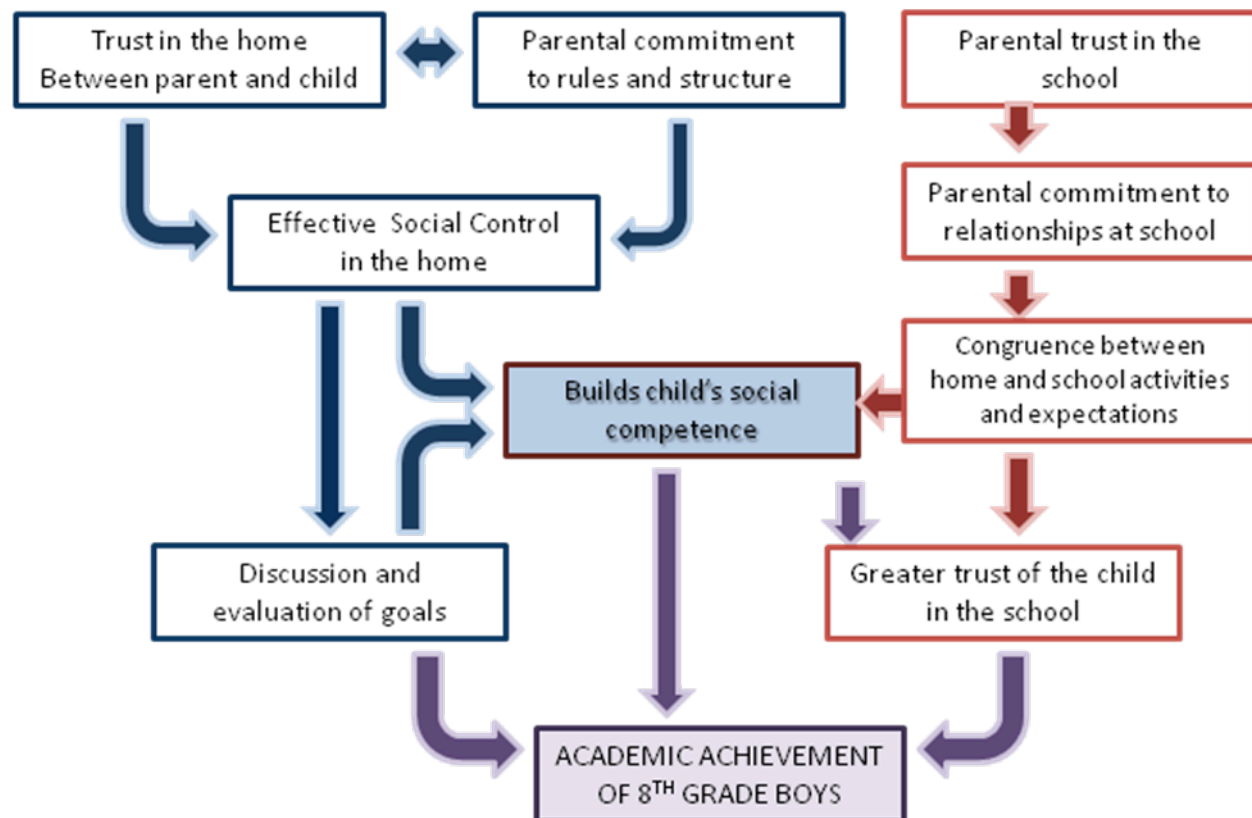 Trust in the home
Between parent and child
Parental commitment
to rules and structure
Parental trust in the
school
Effective Social Control
in the home
Parental commitment to
relationships at school
Builds child's social
competence
Congruence between
home and school activities
and expectations
Discussion and
evaluation of goals
Greater trust of the child
in the school
ACADEMIC ACHIEVEMENT
OF 8TH GRADE BOYS